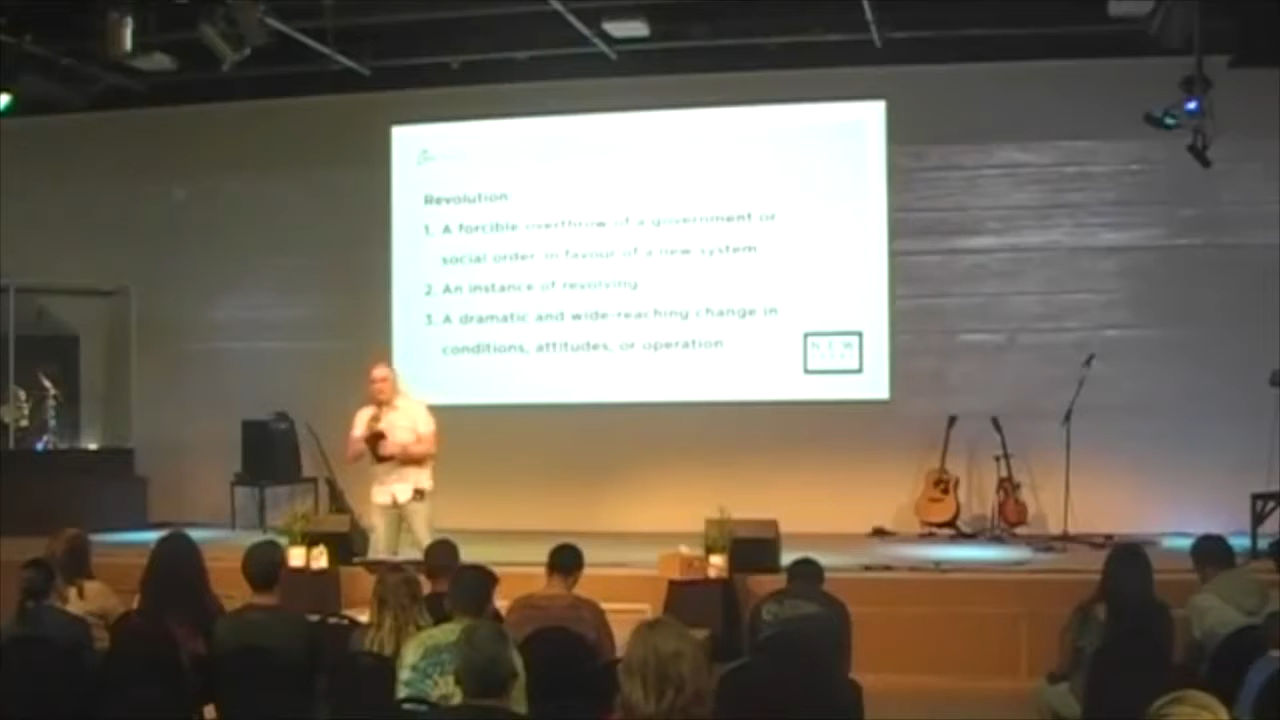 Revolution
1. A forcible overthrow of a government or
social order, in favour of a new system.
2. An instance of revolving.
3. A dramatic and wide-reaching change in
conditions, attitudes, or operation.
NEW